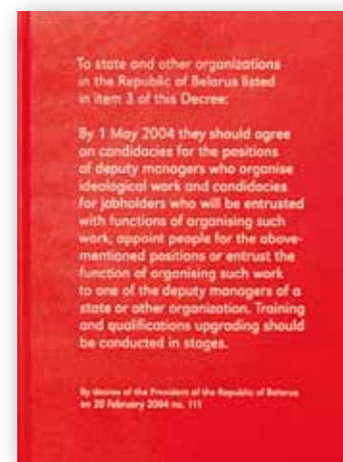 To state and other organizations
in the Republic of Belarus listed
in item 3 of this Decree:
By 1 May 2004 they should agree
on candidacies for the positions
of deputy managers who organise
ideological work and candidacies
for jobholders who will be entrusted
with functions of organising such
work, appoint people for the above-
mentioned positions or entrust the
function of organising such work
to one of the deputy managers of a
state or other organization. Training
and qualifications upgrading should
be conducted in stages.
By decree of the President of the Republic of Belarus
on 20 February 2004 no. 111